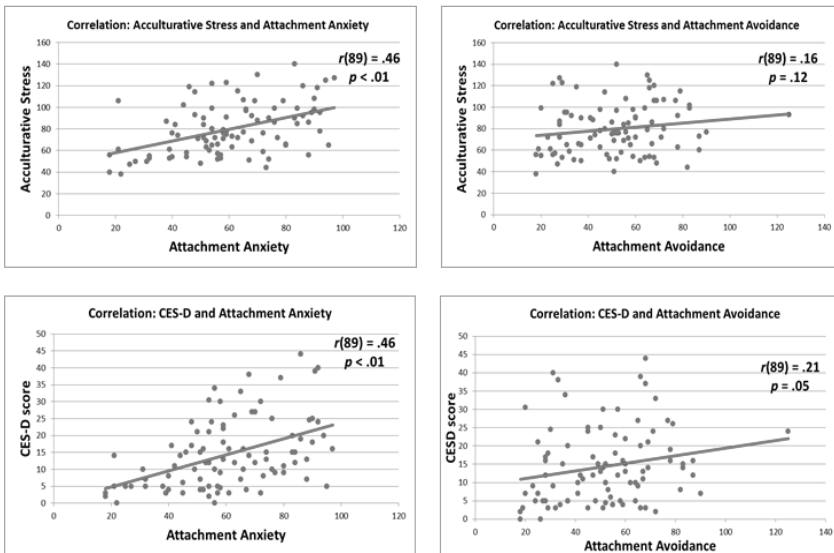 Correlation: Acculturative Stress and Attachment Anxiety
r(89) = .46
p < .01
160
140
120
100
80
60
40
20
0
Acculturative Stress
0 20 40 60 80 100 120
Attachment Anxiety
Correlation: Acculturative Stress and Attachment Avoidance
r(89) = .16
p = .12
160
140
120
100
80
60
40
20
0
Acculturative Stress
0 20 40 60 80 100 120 140
Attachment Avoidance
Correlation: CES-D and Attachment Anxiety
r(89) = .46
p < .01
50
45
40
35
30
25
20
15
10
5
0
CES-D score
0 20 40 60 80 100 120
Attachment Anxiety
Correlation: CES-D and Attachment Avoidance
r(89) = .21
p = .05
50
45
40
35
30
25
20
15
10
5
0
CESD score
0 20 40 60 80 100 120 140
Attachment Avoidance